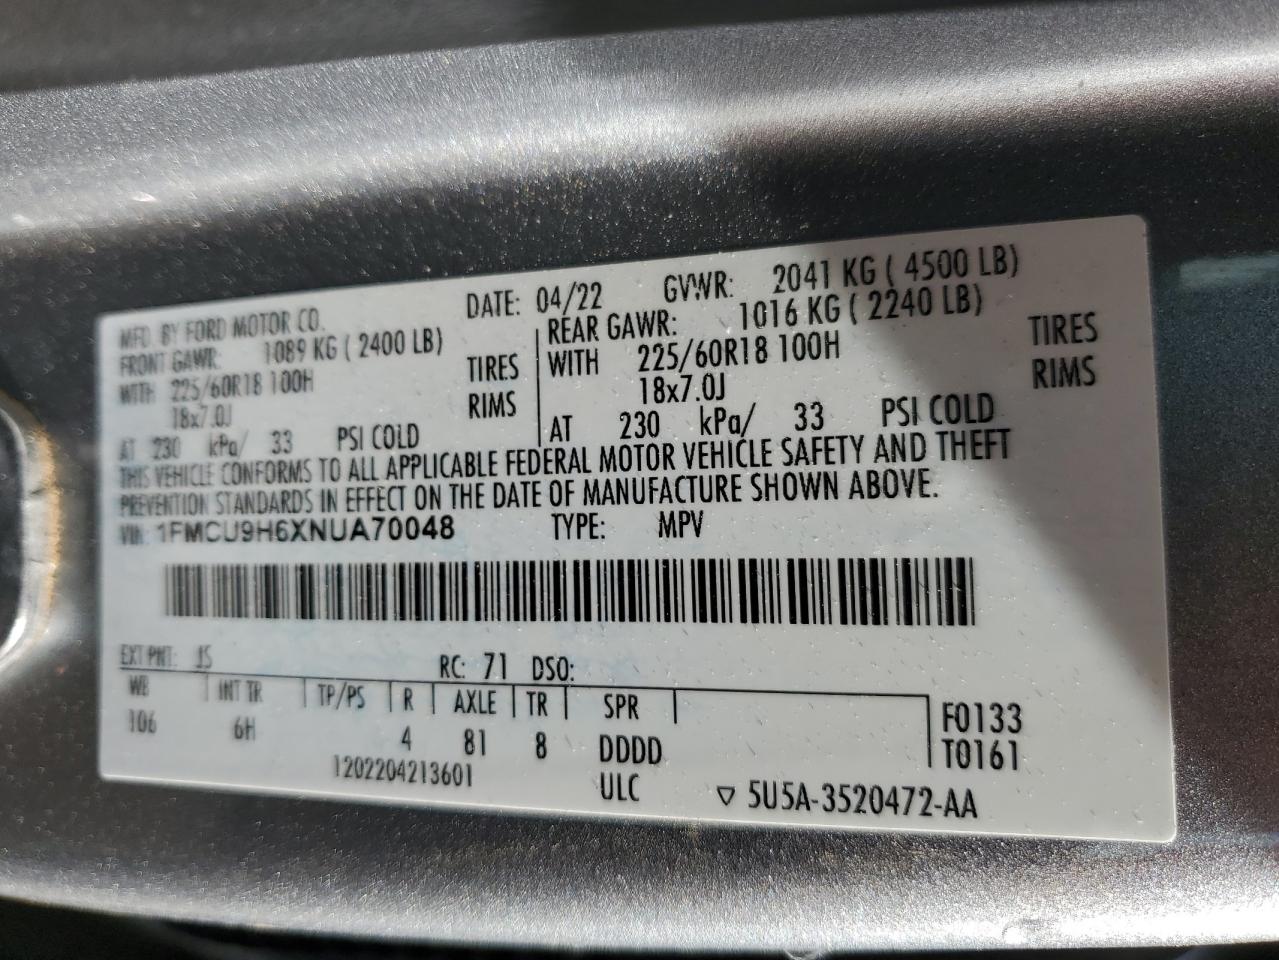 MFD. BY FORD MOTOR CO. DATE: 04/22 GVWR: 2041 KG ( 4500 LB)
FRONT GAWR: 1089 KG ( 2400 LB) REAR GAWR: 1016 KG ( 2240 LB)
WITH 225/60R18 100H TIRES WITH 225/60R18 100H TIRES
18x7.0J RIMS 18x7.0J RIMS
AT 230 kPa/ 33 PSI COLD AT 230 kPa/ 33 PSI COLD
THIS VEHICLE CONFORMS TO ALL APPLICABLE FEDERAL MOTOR VEHICLE SAFETY AND THEFT
PREVENTION STANDARDS IN EFFECT ON THE DATE OF MANUFACTURE SHOWN ABOVE.
VIN: 1FMCU9H6XNUA70048 TYPE: MPV
EXT PNT: JS RC: 71 DSO:
WB INT TR TP/PS R AXLE TR SPR F0133
106 6H 4 81 8 DDDD T0161
1202204213601 ULC ▽ 5U5A-3520472-AA